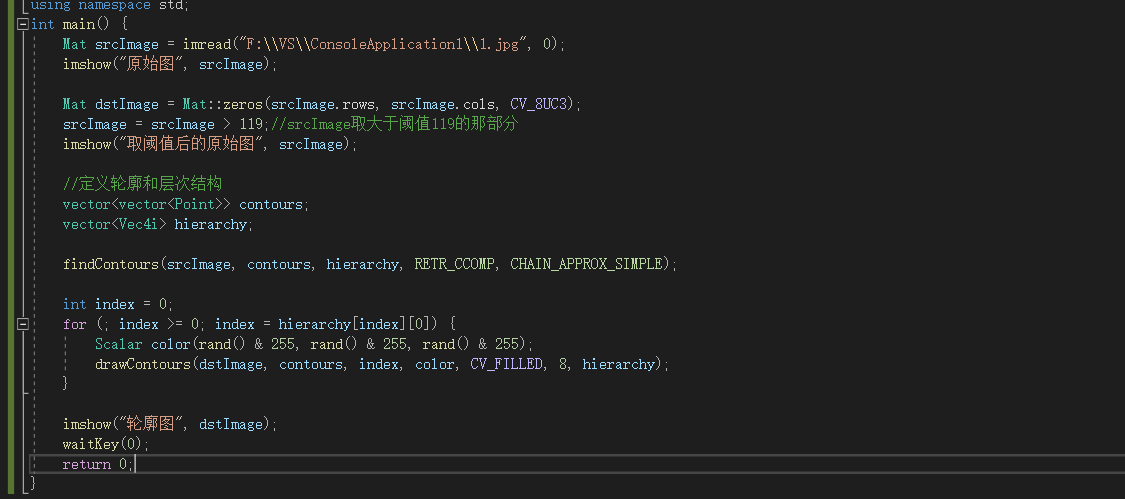 using namespace std;
int main() {
Mat srcImage = imread("F:\\VS\\ConsoleApplication1\\1.jpg", 0);
imshow("原始图", srcImage);
Mat dstImage = Mat::zeros(srcImage.rows, srcImage.cols, CV_8UC3);
srcImage = srcImage > 119;//srcImage取大于阈值119的那部分
imshow("取阈值后的原始图", srcImage);
//定义轮廓和层次结构
vector<vector<Point>> contours;
vector<Vec4i> hierarchy;
findContours(srcImage, contours, hierarchy, RETR_CCOMP, CHAIN_APPROX_SIMPLE);
int index = 0;
for (; index >= 0; index = hierarchy[index][0]) {
Scalar color(rand() & 255, rand() & 255, rand() & 255);
drawContours(dstImage, contours, index, color, CV_FILLED, 8, hierarchy);
}
imshow("轮廓图", dstImage);
waitKey(0);
return 0;
}